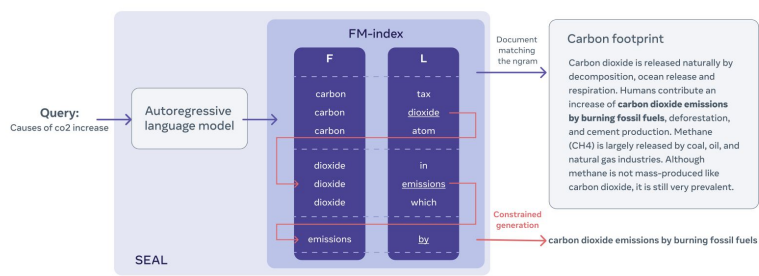 FM-index
F
L
carbon
carbon
carbon
tax
dioxide
atom
dioxide
dioxide
dioxide
in
emissions
which
emissions
by
Query:
Causes of co2 increase
Autoregressive
language model
SEAL
Document
matching
the ngram
Carbon footprint
Carbon dioxide is released naturally by
decomposition, ocean release and
respiration. Humans contribute an
increase of carbon dioxide emissions
by burning fossil fuels, deforestation,
and cement production. Methane
(CH4) is largely released by coal, oil, and
natural gas industries. Although
methane is not mass-produced like
carbon dioxide, it is still very prevalent.
Constrained
generation
carbon dioxide emissions by burning fossil fuels